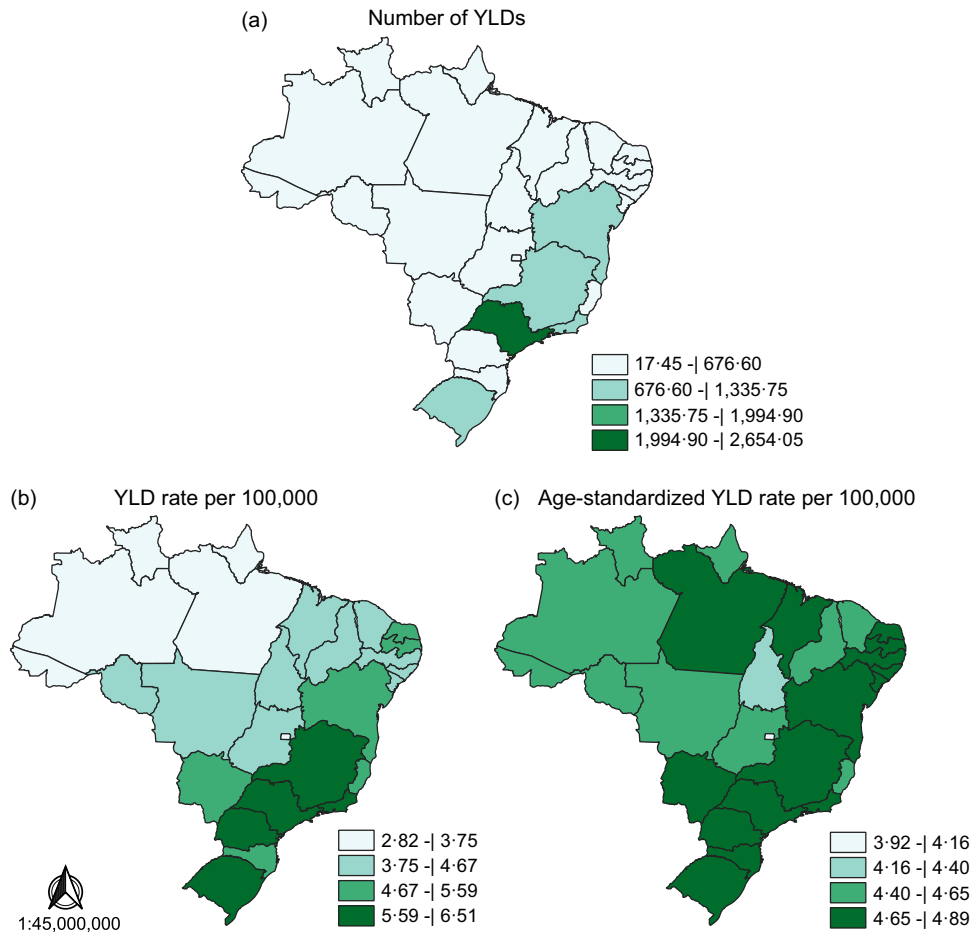 (a) Number of YLDs
17·45 -| 676·60
676·60 -| 1,335·75
1,335·75 -| 1,994·90
1,994·90 -| 2,654·05
(b) YLD rate per 100,000
2·82 -| 3·75
3·75 -| 4·67
4·67 -| 5·59
5·59 -| 6·51
1:45,000,000
(c) Age-standardized YLD rate per 100,000
3·92 -| 4·16
4·16 -| 4·40
4·40 -| 4·65
4·65 -| 4·89